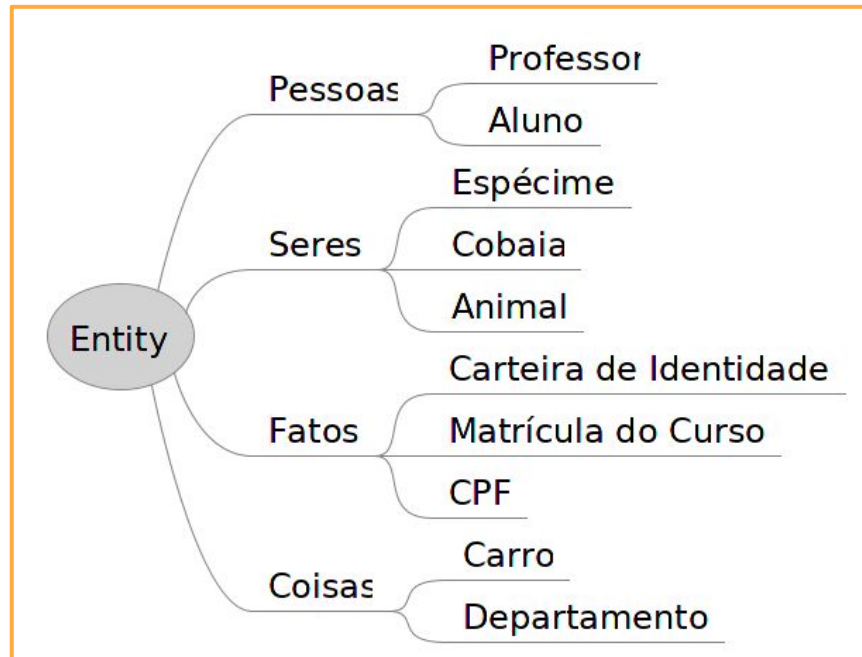 Entity
Pessoas
Professor
Aluno
Seres
Espécime
Cobaia
Animal
Fatos
Carteira de Identidade
Matrícula do Curso
CPF
Coisas
Carro
Departamento